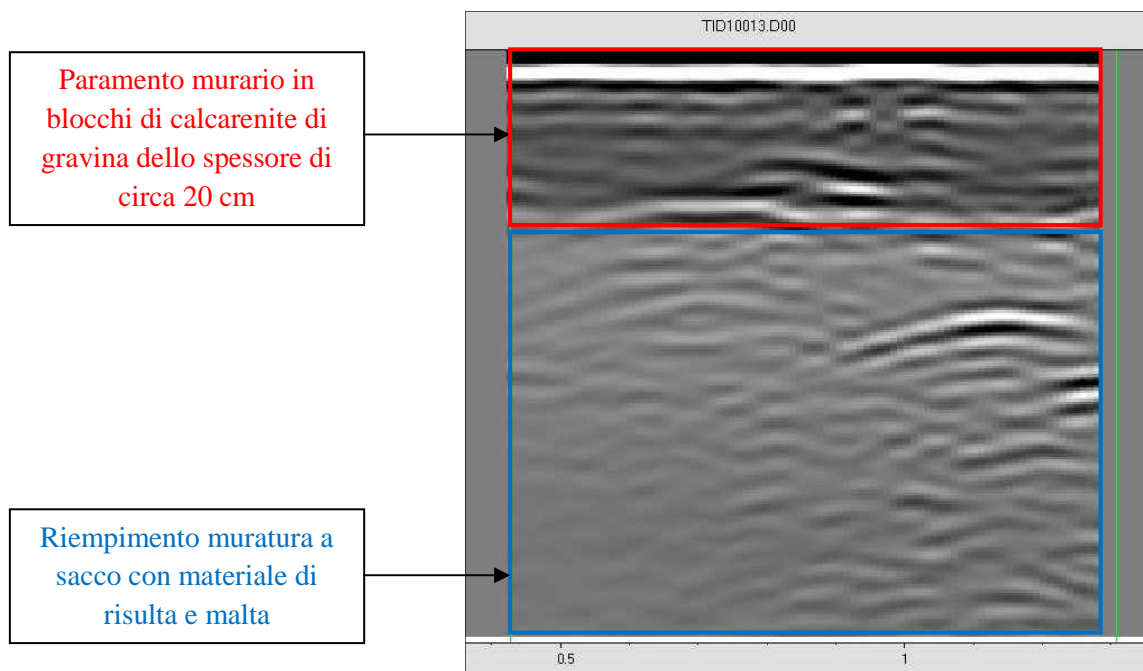 TID10013.D00
Paramento murario in
blocchi di calcarenite di
gravina dello spessore di
circa 20 cm
Riempimento muratura a
sacco con materiale di
risulta e malta
0.5
1